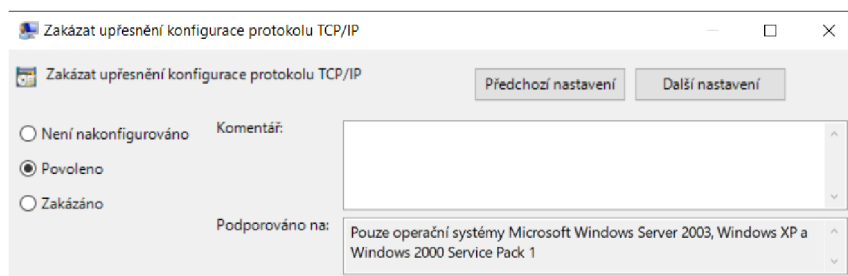 Zakázat upřesnění konfigurace protokolu TCP/IP
Zakázat upřesnění konfigurace protokolu TCP/IP
Předchozí nastavení
Další nastavení
Není nakonfigurováno
Komentář:
Povoleno
Zakázáno
Podporováno na:
Pouze operační systémy Microsoft Windows Server 2003, Windows XP a
Windows 2000 Service Pack 1